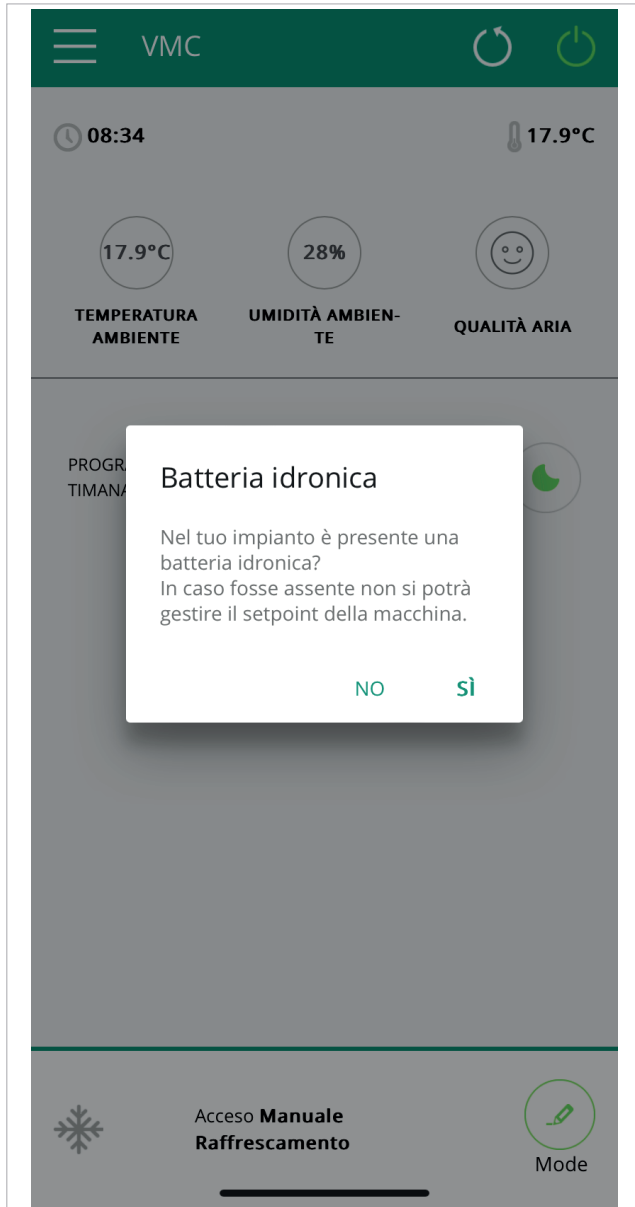 VMC
08:34
17.9°C
17.9°C
28%
TEMPERATURA
AMBIENTE
UMIDITÀ AMBIEN-
TE
QUALITÀ ARIA
PROGR
TIMANA
Batteria idronica
Nel tuo impianto è presente una
batteria idronica?
In caso fosse assente non si potrà
gestire il setpoint della macchina.
NO
SÌ
Acceso Manuale
Raffrescamento
Mode